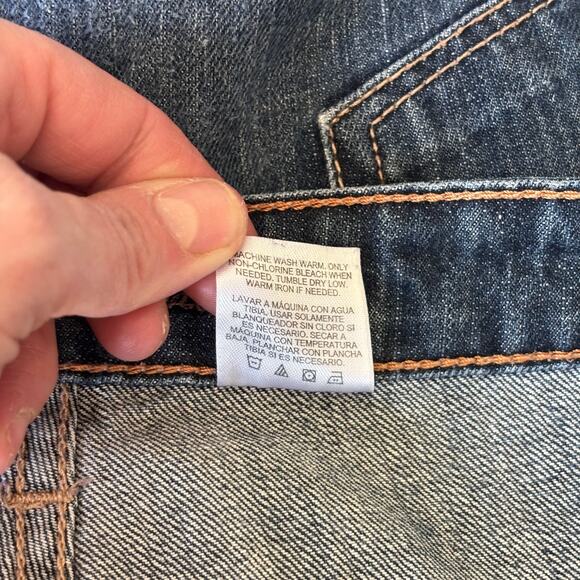 MACHINE WASH WARM. ONLY
NON-CHLORINE BLEACH WHEN
NEEDED. TUMBLE DRY LOW.
WARM IRON IF NEEDED.
LAVAR A MÁQUINA CON AGUA
TIBIA. USAR SOLAMENTE
BLANQUEADOR SIN CLORO SI
ES NECESARIO. SECAR A
MÁQUINA CON TEMPERATURA
BAJA. PLANCHAR CON PLANCHA
TIBIA SI ES NECESARIO.